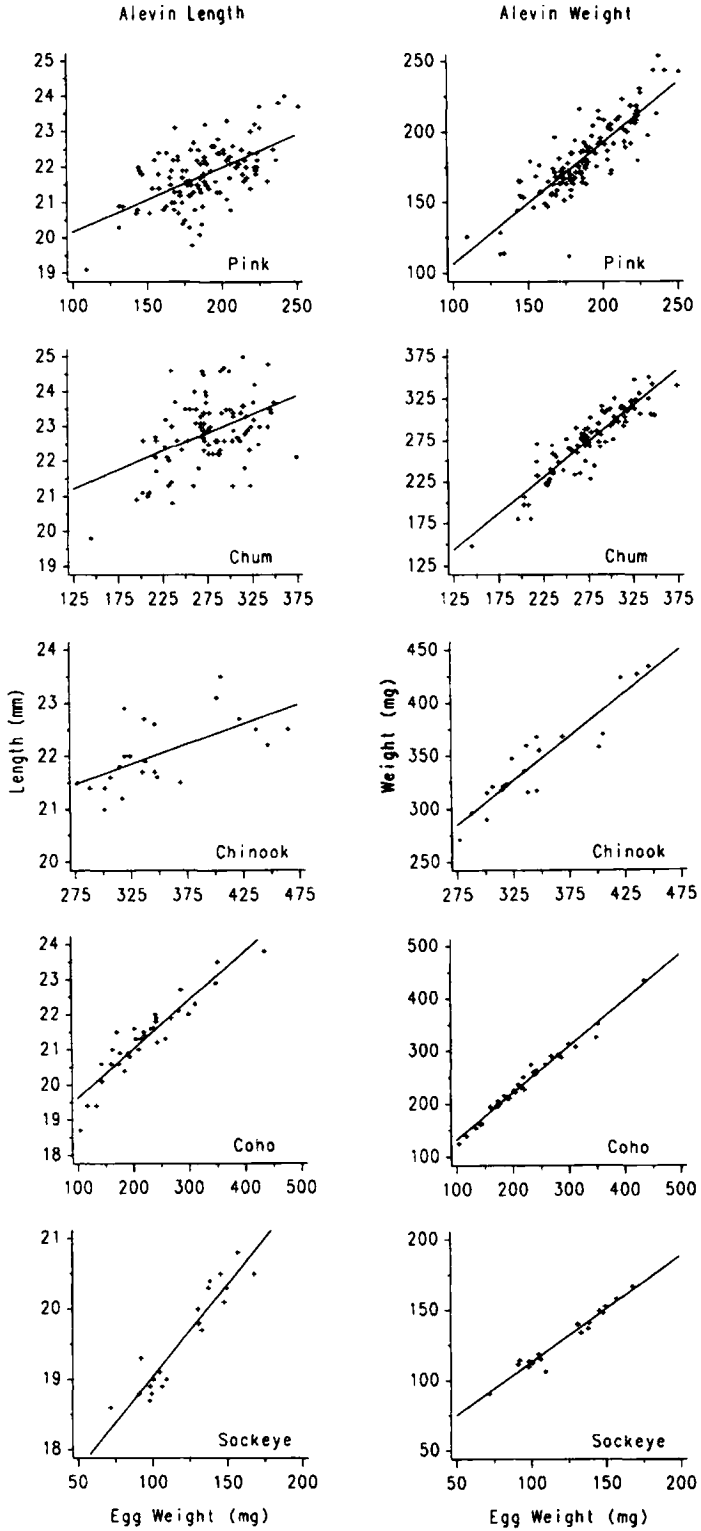 Alevin Length
Alevin Weight
25
24
23
22
21
20
19
100 150 200 250
Pink
250
200
150
100
100 150 200 250
Pink
25
24
23
22
21
20
19
125 175 225 275 325 375
Chum
375
325
275
225
175
125
125 175 225 275 325 375
Chum
Length (mm)
24
23
22
21
20
275 325 375 425 475
Chinook
Weight (mg)
450
400
350
300
250
275 325 375 425 475
Chinook
24
23
22
21
20
19
18
100 200 300 400 500
Coho
500
400
300
200
100
100 200 300 400 500
Coho
21
20
19
18
50 100 150 200
Sockeye
Egg Weight (mg)
200
150
100
50
50 100 150 200
Sockeye
Egg Weight (mg)